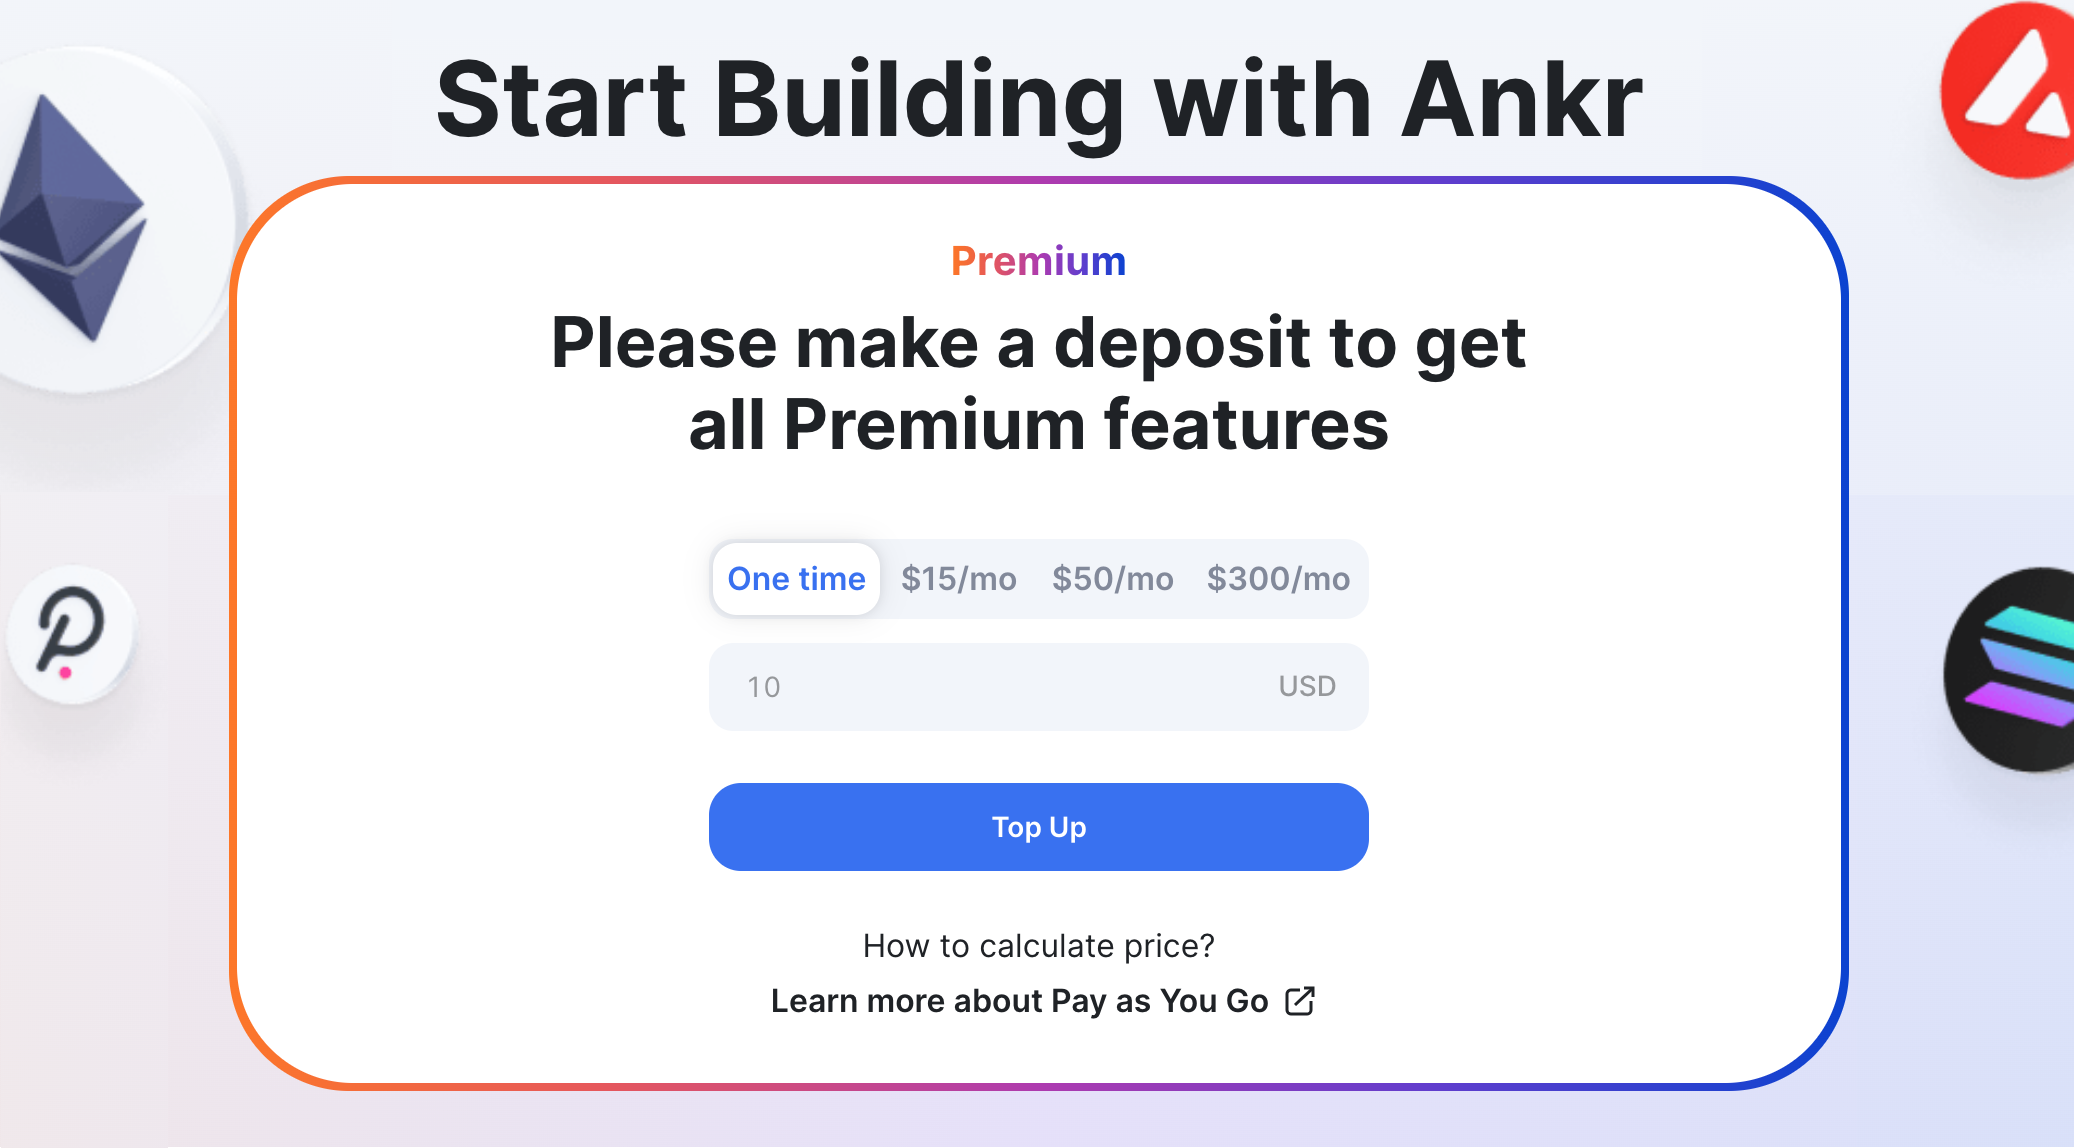 Start Building with Ankr
Premium
Please make a deposit to get
all Premium features
One time $15/mo $50/mo $300/mo
10 USD
Top Up
How to calculate price?
Learn more about Pay as You Go